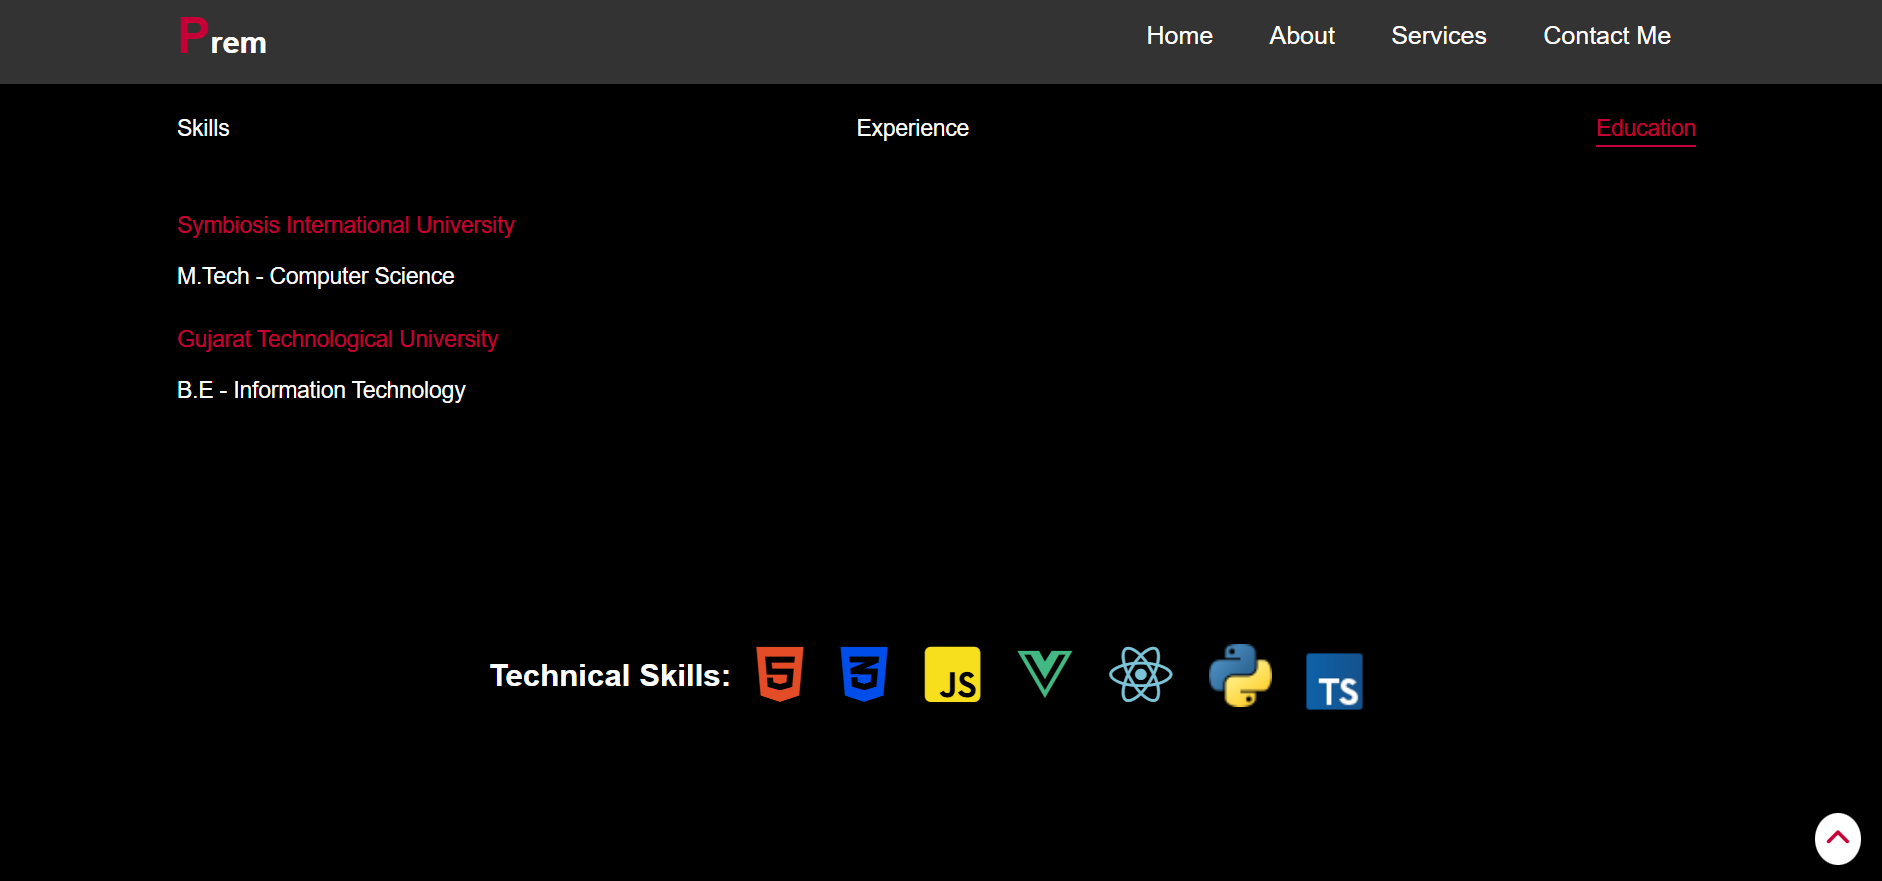 Prem
Home About Services Contact Me
Skills Experience Education
Symbiosis International University
M.Tech - Computer Science
Gujarat Technological University
B.E - Information Technology
Technical Skills: 5 3 JS TS